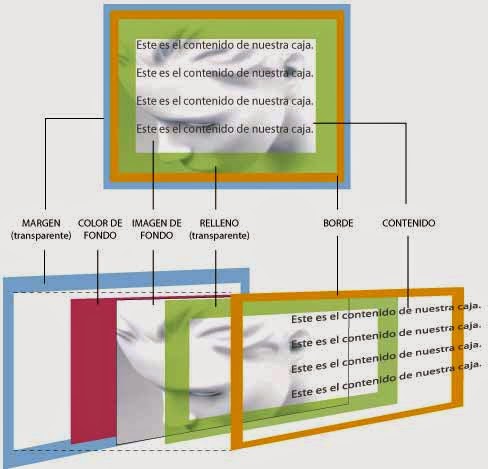 Este es el contenido de nuestra caja.
Este es el contenido de nuestra caja.
Este es el contenido de nuestra caja.
Este es el contenido de nuestra caja.
MARGEN
(transparente)
COLOR DE
FONDO
IMAGEN DE
FONDO
RELLENO
(transparente)
BORDE
CONTENIDO
Este es el contenido de nuestra caja.
Este es el contenido de nuestra caja.
Este es el contenido de nuestra caja.
Este es el contenido de nuestra caja.